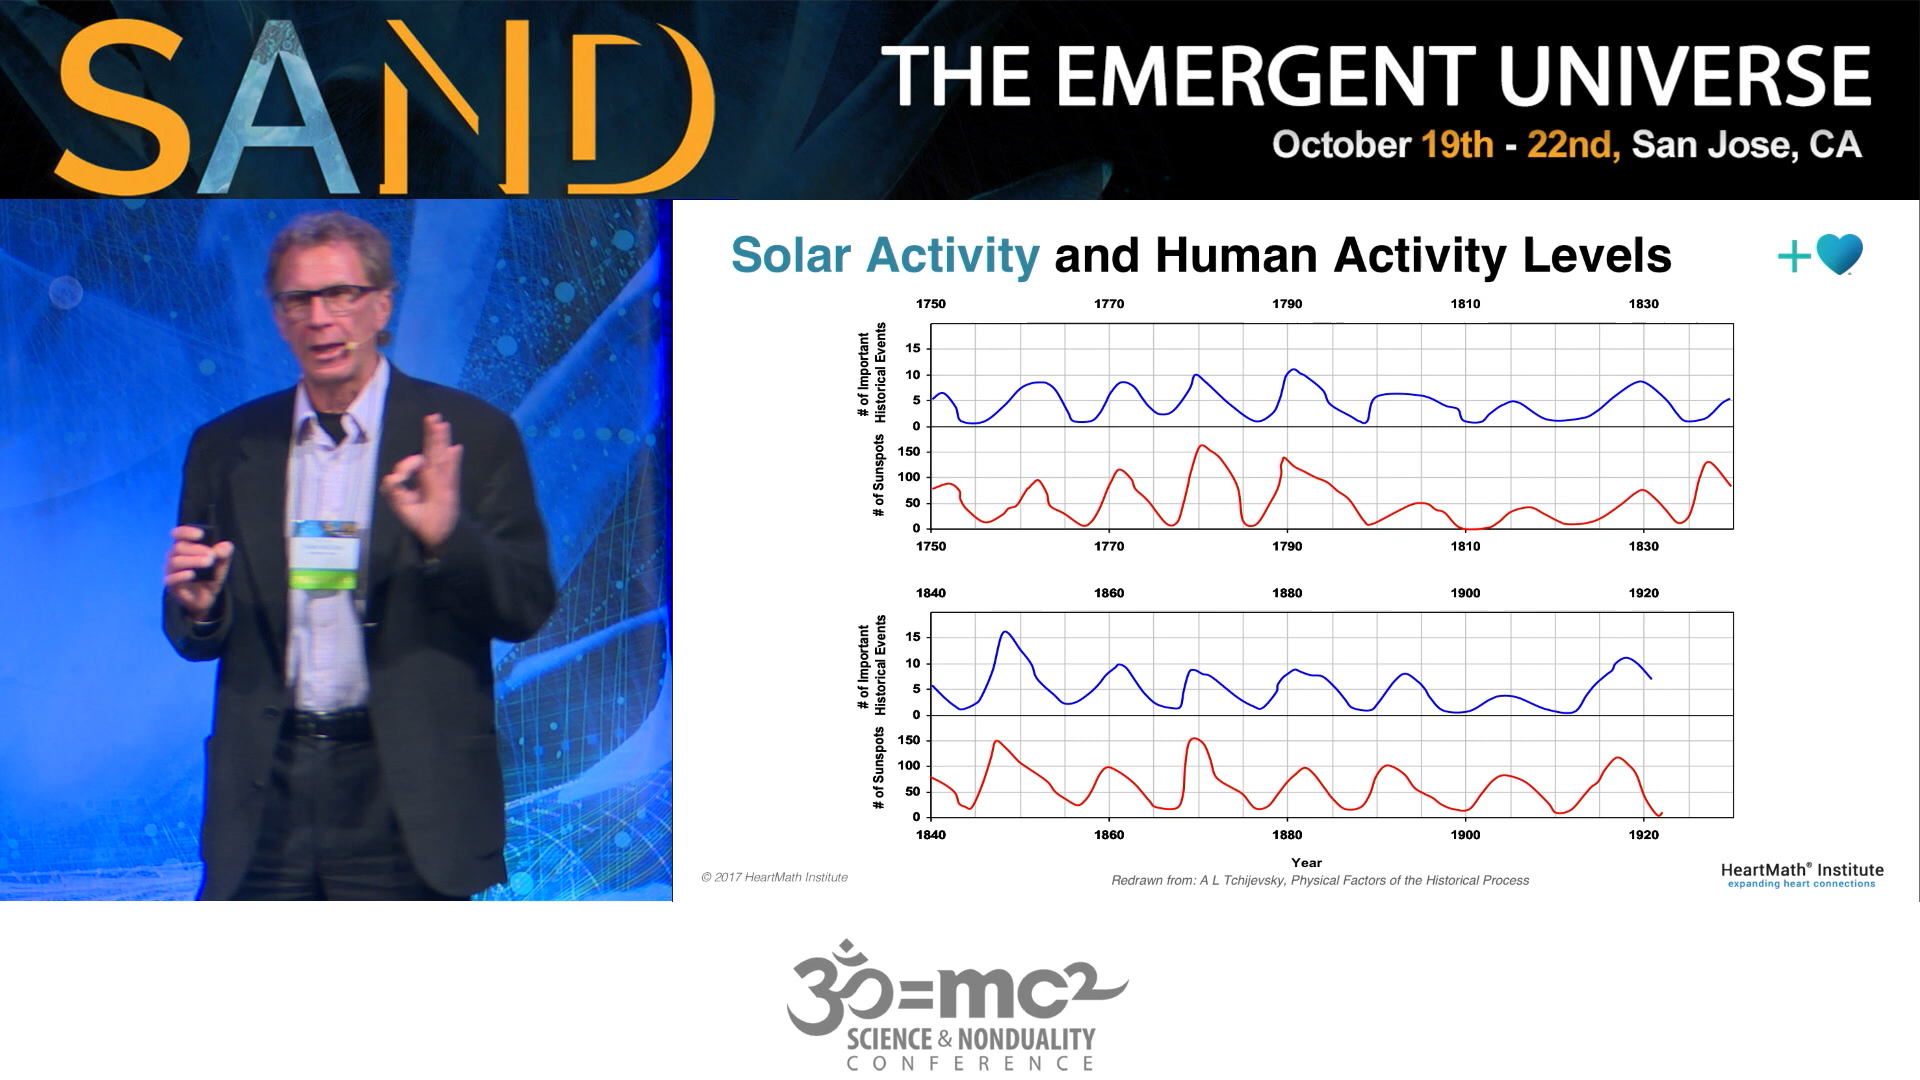 SAND
THE EMERGENT UNIVERSE
October 19th - 22nd, San Jose, CA
Solar Activity and Human Activity Levels
1750 1770 1790 1810 1830
# of Important
Historical Events
15
10
5
0
# of Sunspots
150
100
50
0
1750 1770 1790 1810 1830
1840 1860 1880 1900 1920
# of Important
Historical Events
15
10
5
0
# of Sunspots
150
100
50
0
1840 1860 1880 1900 1920
Year
© 2017 HeartMath Institute
Redrawn from: A L Tchijevsky, Physical Factors of the Historical Process
HeartMath® Institute
expanding heart connections
ॐ=mc2
SCIENCE & NONDUALITY
CONFERENCE